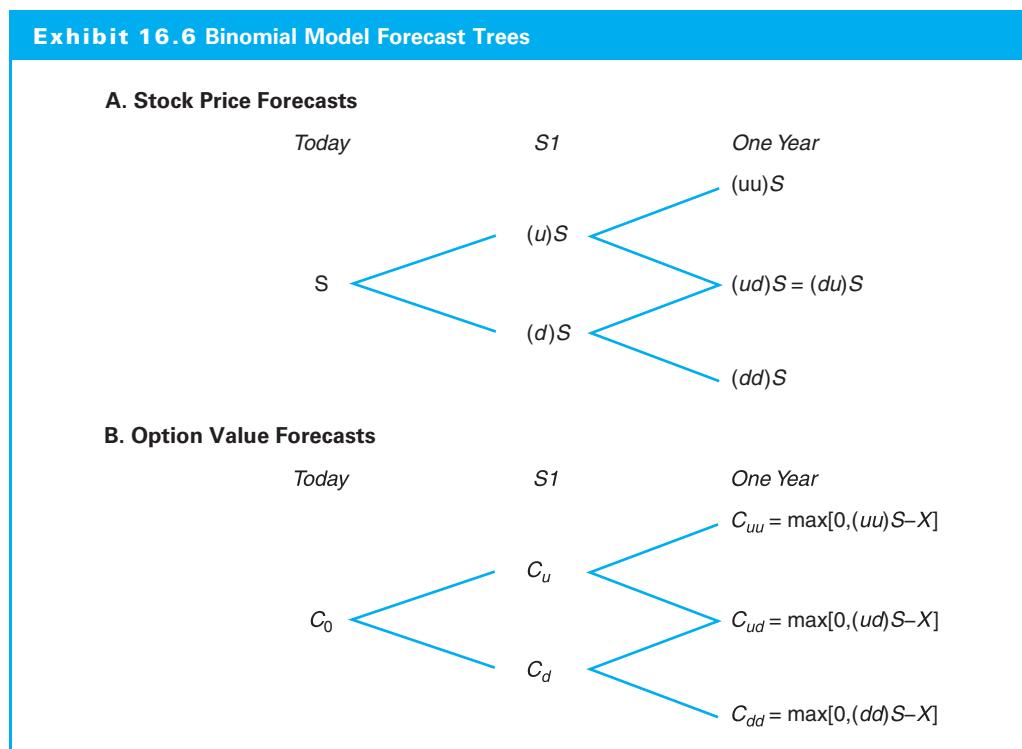 Exhibit 16.6 Binomial Model Forecast Trees
A. Stock Price Forecasts
Today S1 One Year
(uu)S
(u)S
S (ud)S = (du)S
(d)S
(dd)S
B. Option Value Forecasts
Today S1 One Year
Cuu = max[0,(uu)S–X]
Cu
C0 Cud = max[0,(ud)S–X]
Cd
Cdd = max[0,(dd)S–X]